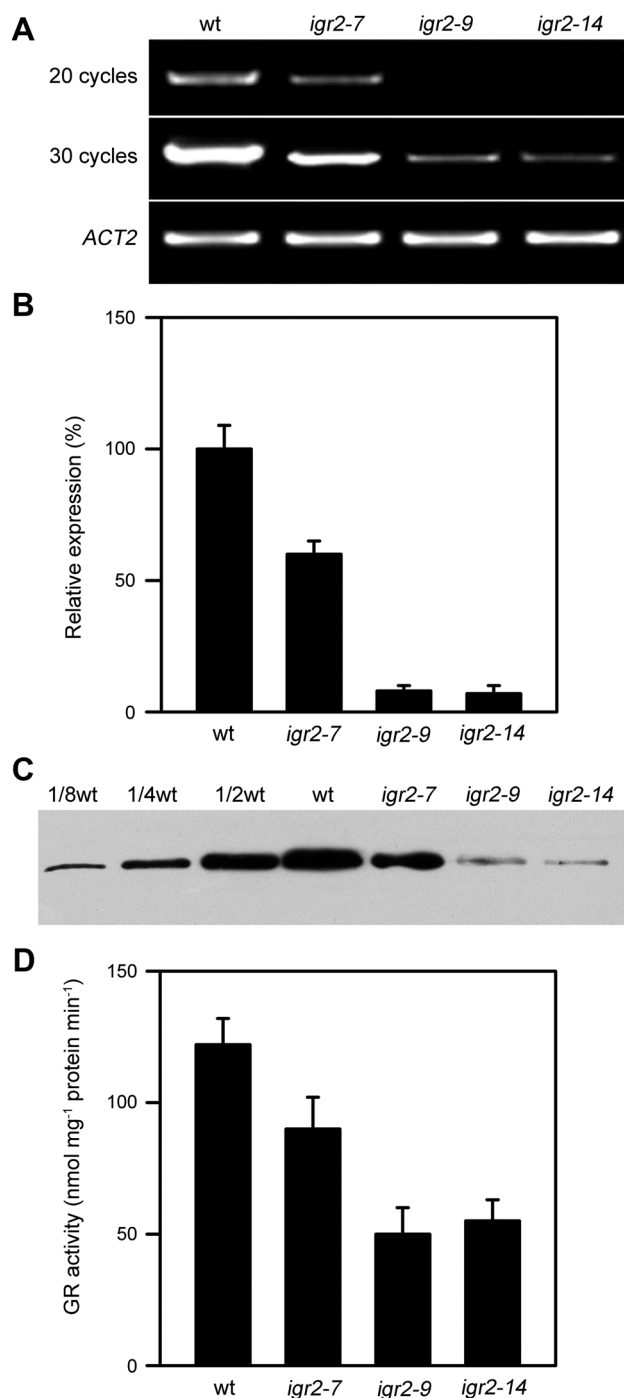 A
wt igr2-7 igr2-9 igr2-14
20 cycles
30 cycles
ACT2
B
150
100
50
0
Relative expression (%)
wt igr2-7 igr2-9 igr2-14
C
1/8wt 1/4wt 1/2wt wt igr2-7 igr2-9 igr2-14
D
150
100
50
0
GR activity (nmol mg⁻¹ protein min⁻¹)
wt igr2-7 igr2-9 igr2-14